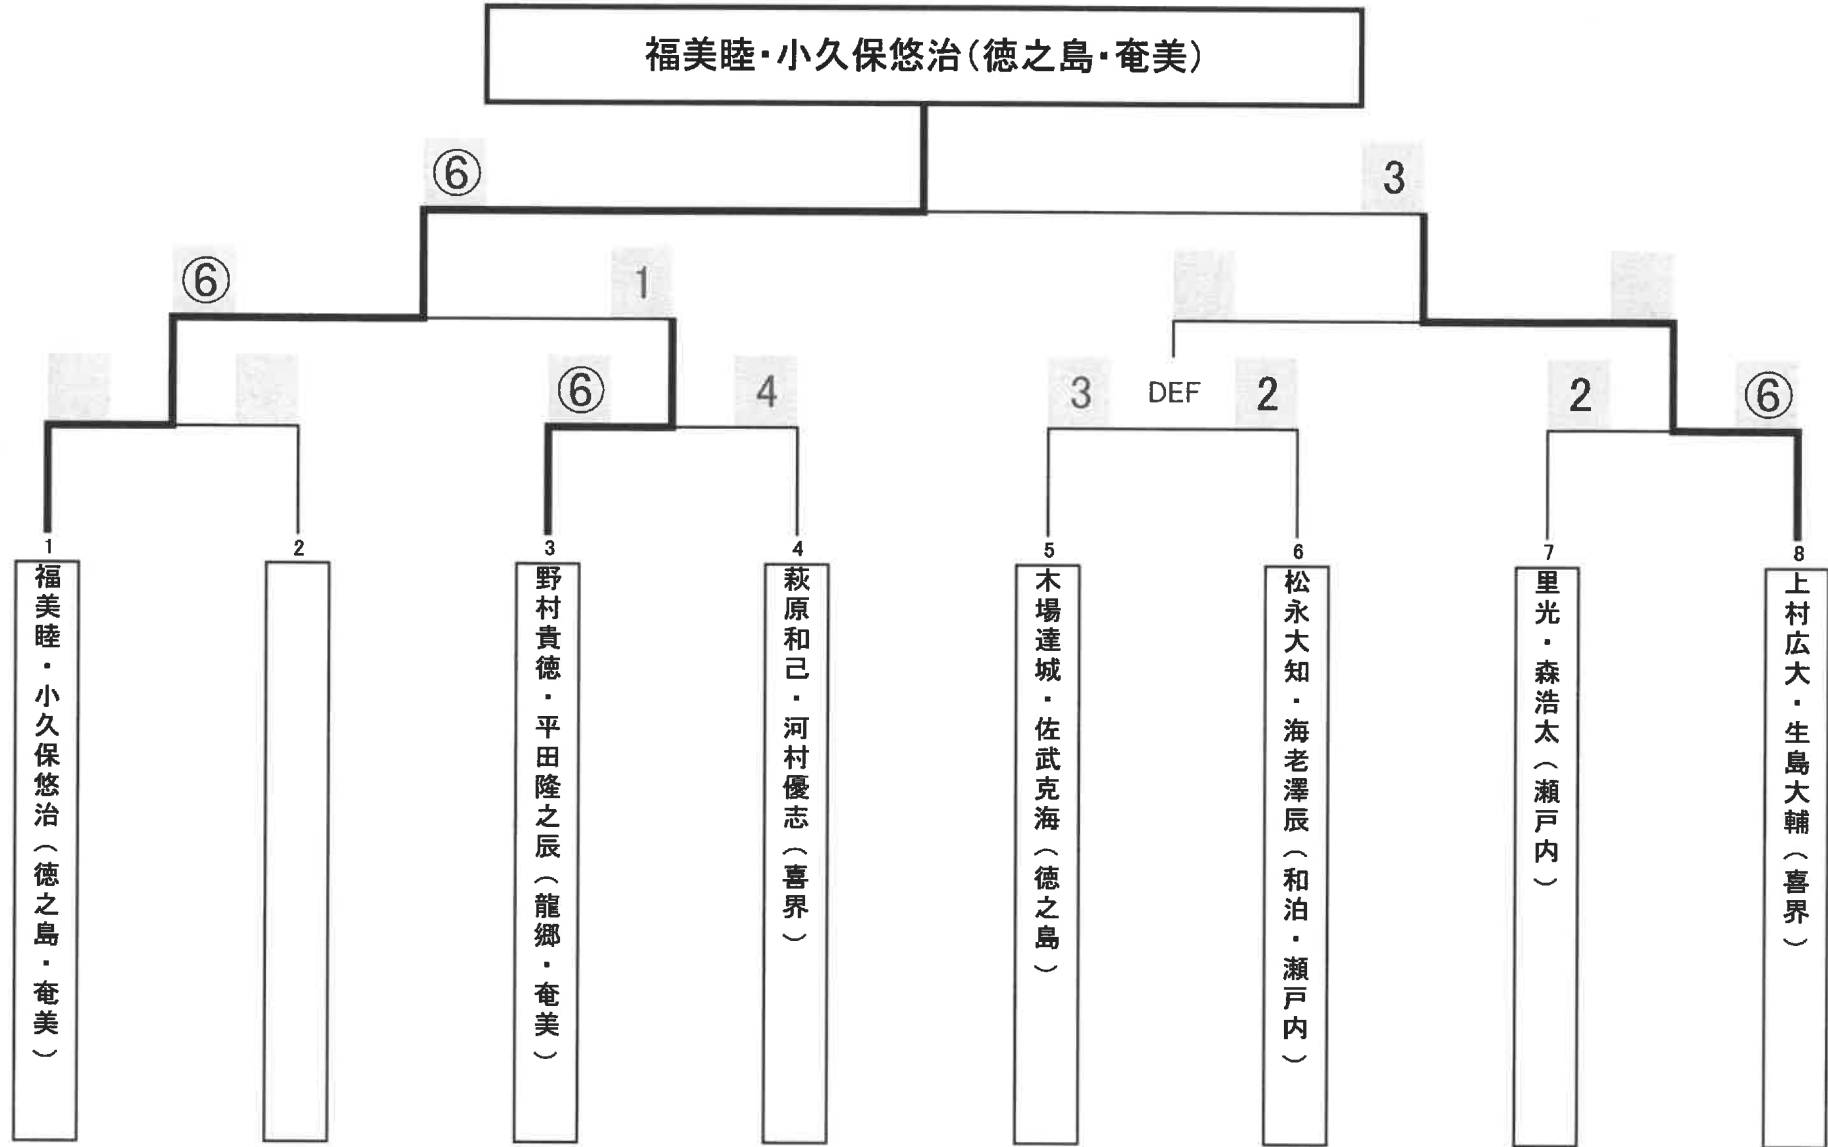 福美睦・小久保悠治(徳之島・奄美)
⑥
3
⑥
1
⑥
4
3
DEF
2
2
⑥
1
2
3
4
5
6
7
8
福美睦・小久保悠治(徳之島・奄美)
野村貴徳・平田隆之辰(龍郷・奄美)
萩原和己・河村優志(喜界)
木場達城・佐武克海(徳之島)
松永大知・海老澤辰(和泊・瀬戸内)
里光・森浩太(瀬戸内)
上村広大・生島大輔(喜界)